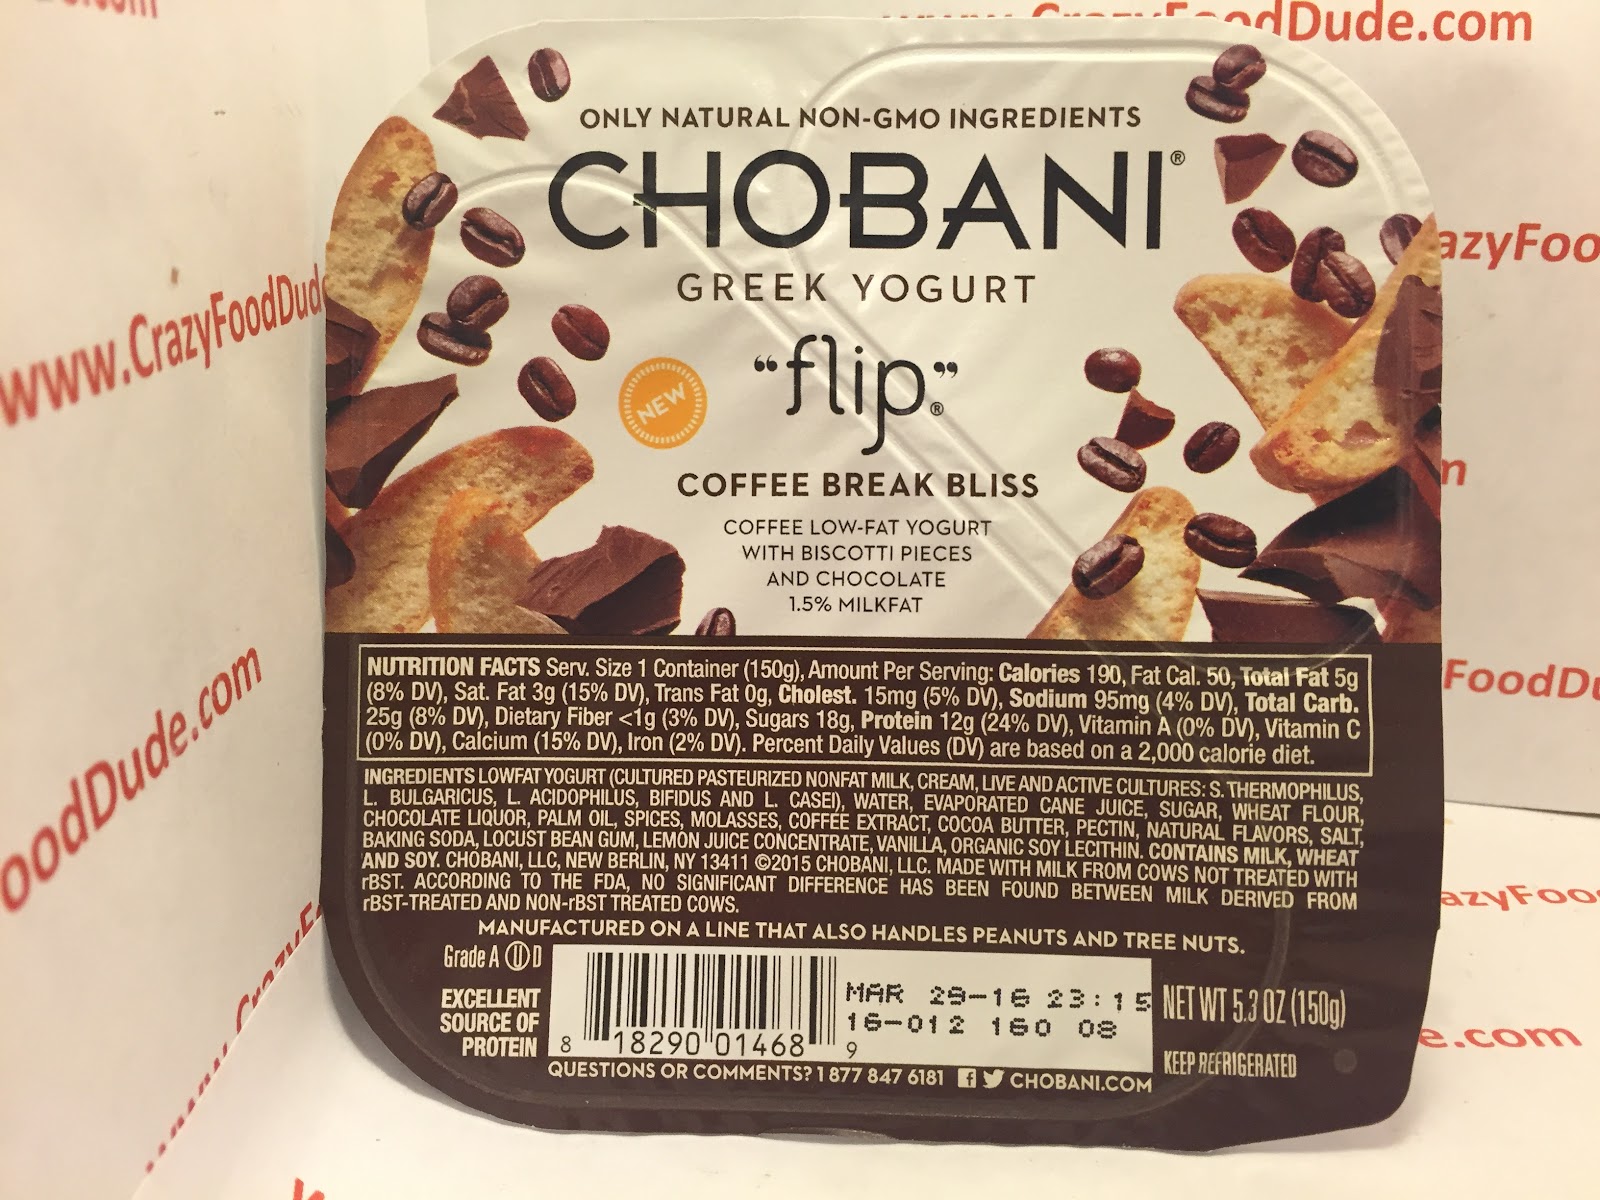 www.CrazyFoodDude.com
ONLY NATURAL NON-GMO INGREDIENTS
CHOBANI®
GREEK YOGURT
"flip."®
NEW
COFFEE BREAK BLISS
COFFEE LOW-FAT YOGURT
WITH BISCOTTI PIECES
AND CHOCOLATE
1.5% MILKFAT
www.CrazyFoodDud
azyFoo
m
FoodDu
oodDude.com
NUTRITION FACTS Serv. Size 1 Container (150g), Amount Per Serving: Calories 190, Fat Cal. 50, Total Fat 5g
(8% DV), Sat. Fat 3g (15% DV), Trans Fat 0g, Cholest. 15mg (5% DV), Sodium 95mg (4% DV), Total Carb.
25g (8% DV), Dietary Fiber <1g (3% DV), Sugars 18g, Protein 12g (24% DV), Vitamin A (0% DV), Vitamin C
(0% DV), Calcium (15% DV), Iron (2% DV). Percent Daily Values (DV) are based on a 2,000 calorie diet.
INGREDIENTS LOWFAT YOGURT (CULTURED PASTEURIZED NONFAT MILK, CREAM, LIVE AND ACTIVE CULTURES: S. THERMOPHILUS,
L. BULGARICUS, L. ACIDOPHILUS, BIFIDUS AND L. CASEI), WATER, EVAPORATED CANE JUICE, SUGAR, WHEAT FLOUR,
CHOCOLATE LIQUOR, PALM OIL, SPICES, MOLASSES, COFFEE EXTRACT, COCOA BUTTER, PECTIN, NATURAL FLAVORS, SALT,
BAKING SODA, LOCUST BEAN GUM, LEMON JUICE CONCENTRATE, VANILLA, ORGANIC SOY LECITHIN. CONTAINS MILK, WHEAT
AND SOY. CHOBANI, LLC, NEW BERLIN, NY 13411 ©2015 CHOBANI, LLC. MADE WITH MILK FROM COWS NOT TREATED WITH
rBST. ACCORDING TO THE FDA, NO SIGNIFICANT DIFFERENCE HAS BEEN FOUND BETWEEN MILK DERIVED FROM
rBST-TREATED AND NON-rBST TREATED COWS.
MANUFACTURED ON A LINE THAT ALSO HANDLES PEANUTS AND TREE NUTS.
azyFoo
Grade A Ⓤ D
EXCELLENT
SOURCE OF
PROTEIN
8 18290 01468 9
MAR 29-16 23:15
16-012 160 08
NET WT 5.3 OZ (150g)
KEEP REFRIGERATED
e.com
QUESTIONS OR COMMENTS? 1 877 847 6181 f CHOBANI.COM